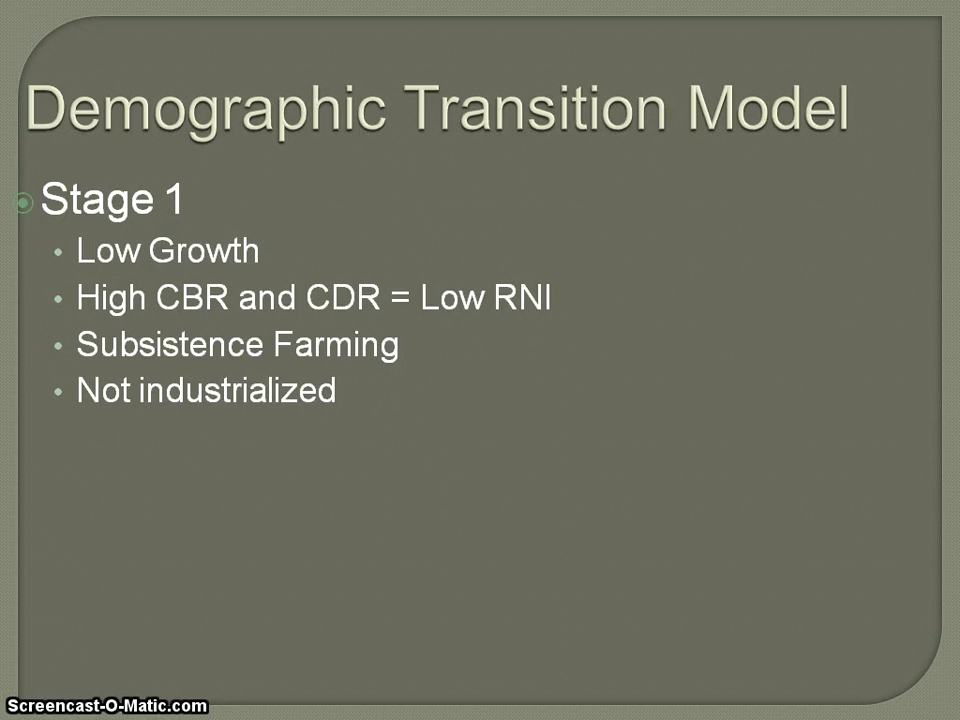 Demographic Transition Model
Stage 1
Low Growth
High CBR and CDR = Low RNI
Subsistence Farming
Not industrialized
Screencast-O-Matic.com